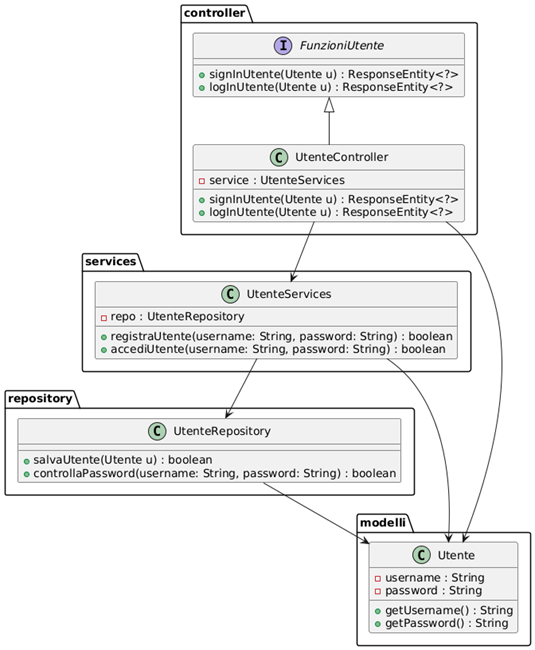 controller
I FunzioniUtente
signInUtente(Utente u) : ResponseEntity<?>
logInUtente(Utente u) : ResponseEntity<?>
C UtenteController
service : UtenteServices
signInUtente(Utente u) : ResponseEntity<?>
logInUtente(Utente u) : ResponseEntity<?>
services
C UtenteServices
repo : UtenteRepository
registraUtente(username: String, password: String) : boolean
accediUtente(username: String, password: String) : boolean
repository
C UtenteRepository
salvaUtente(Utente u) : boolean
controllaPassword(username: String, password: String) : boolean
modelli
C Utente
username : String
password : String
getUsername() : String
getPassword() : String